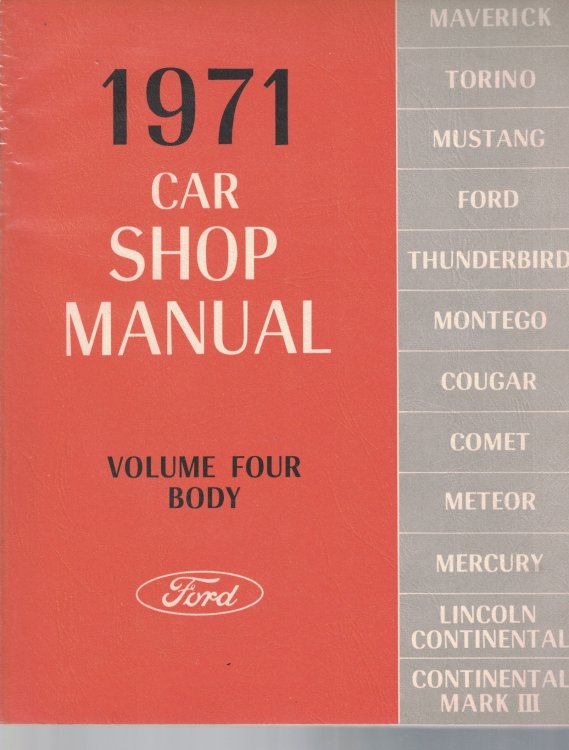 1971
CAR
SHOP
MANUAL
VOLUME FOUR
BODY
Ford
MAVERICK
TORINO
MUSTANG
FORD
THUNDERBIRD
MONTEGO
COUGAR
COMET
METEOR
MERCURY
LINCOLN
CONTINENTAL
CONTINENTAL
MARK III